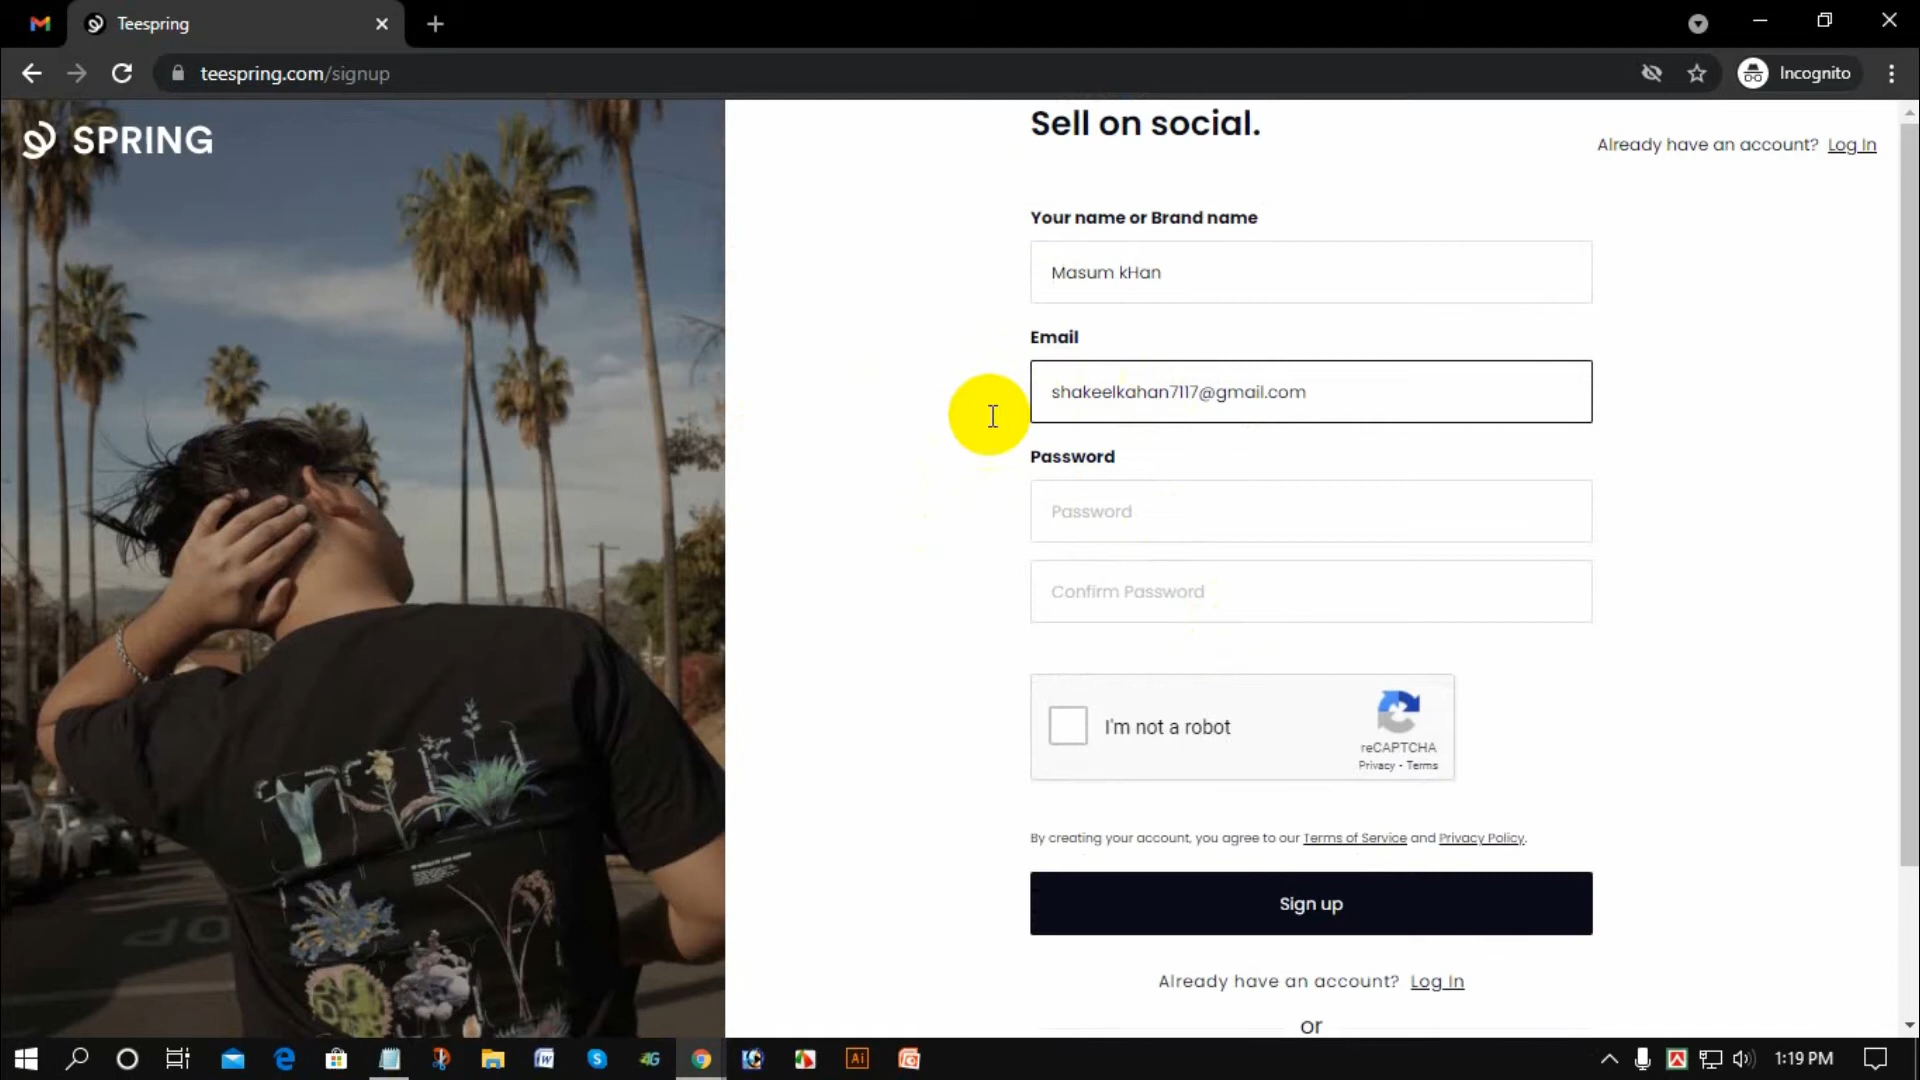 Teespring
teespring.com/signup
Incognito
SPRING
Sell on social.
Already have an account? Log In
Your name or Brand name
Masum kHan
Email
shakeelkahan7117@gmail.com
Password
Password
Confirm Password
I'm not a robot
reCAPTCHA
Privacy - Terms
By creating your account, you agree to our Terms of Service and Privacy Policy.
Sign up
Already have an account? Log In
or
4G
Ai
1:19 PM